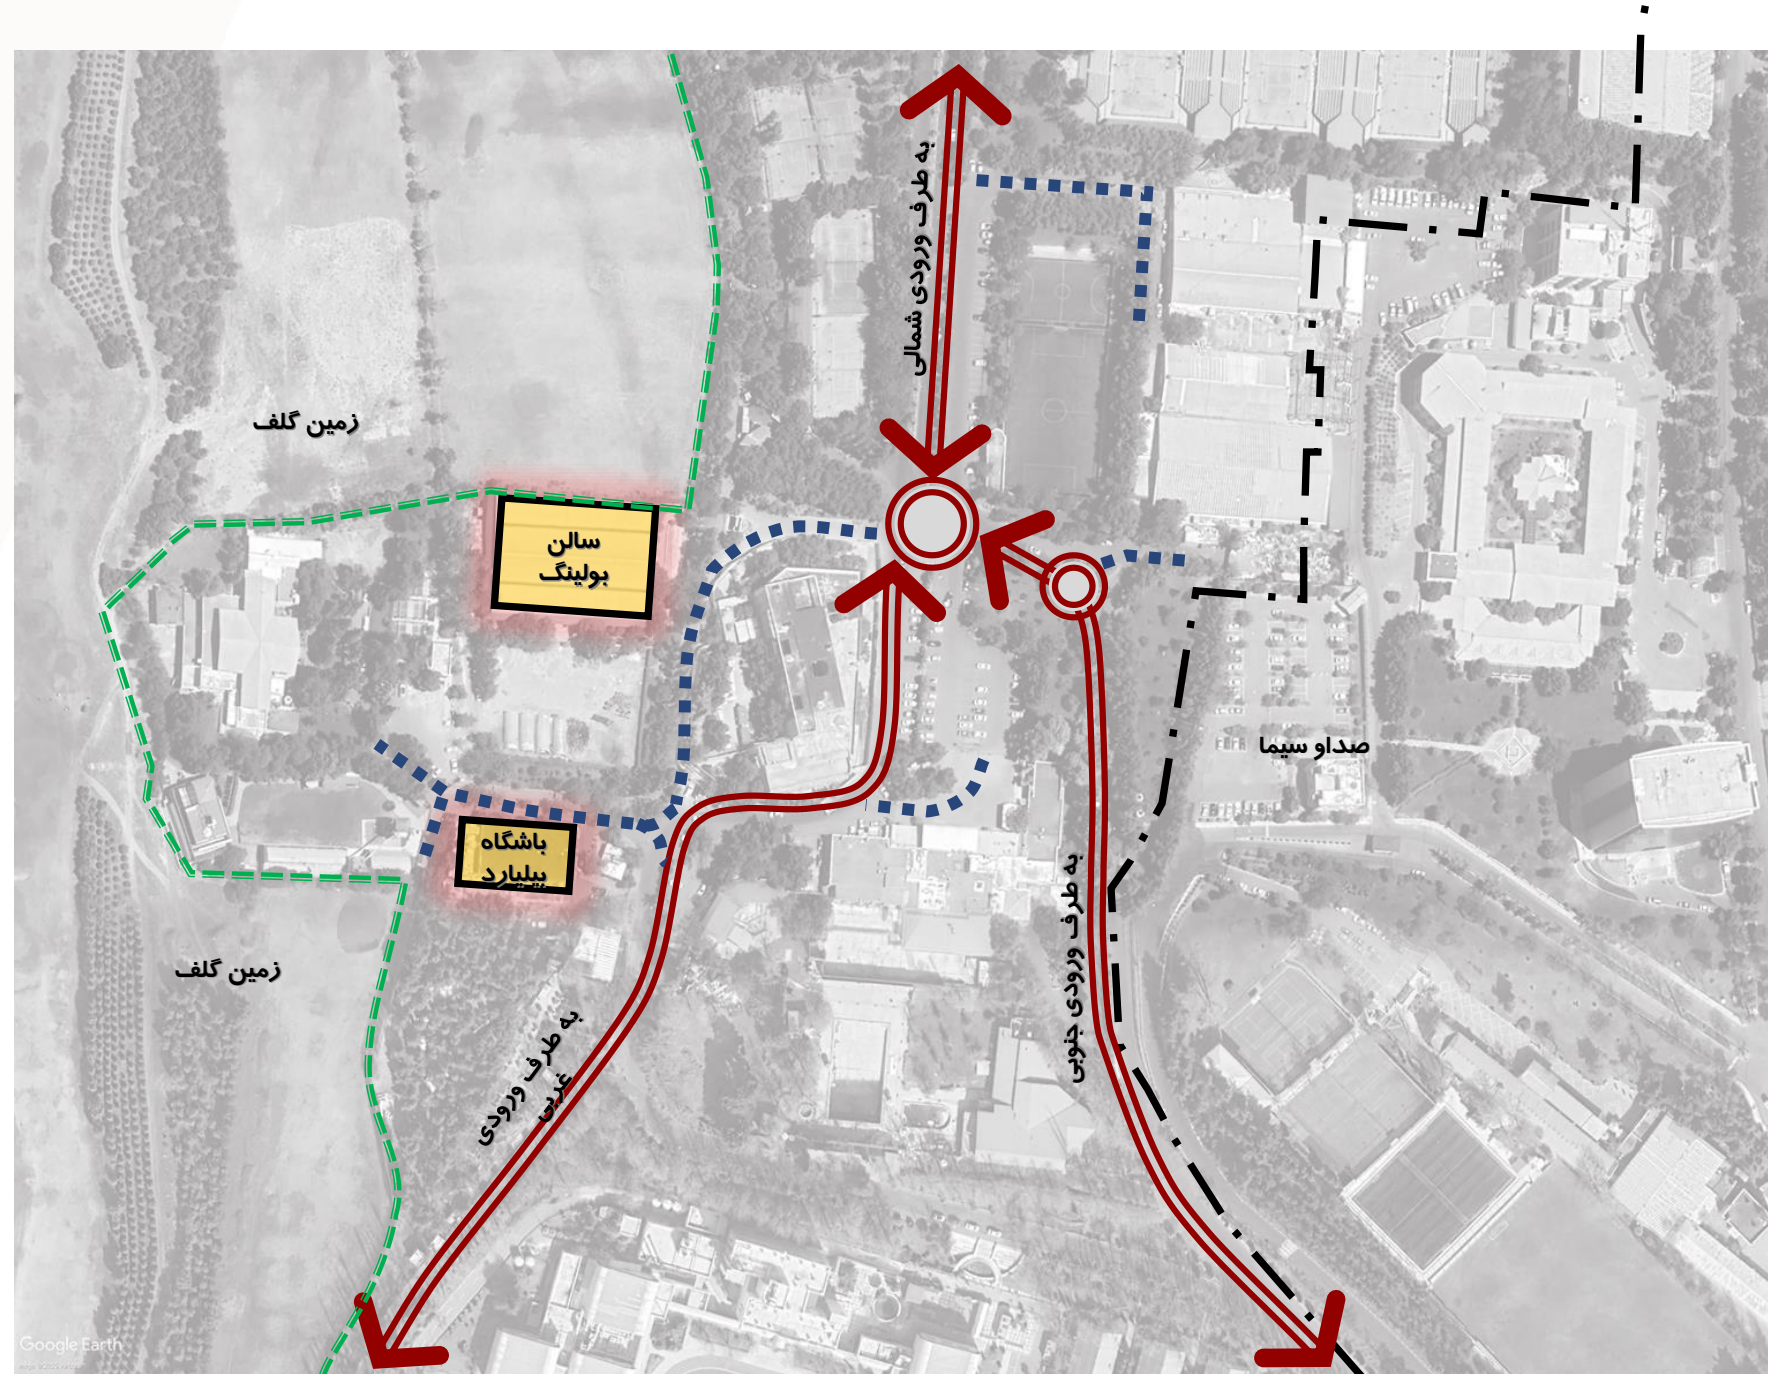 به طرف ورودی شمالی
زمین گلف
سالن
بولینگ
صداو سیما
باشگاه
بیلیارد
به طرف ورودی جنوبی
زمین گلف
به طرف ورودی
غربی
Google Earth